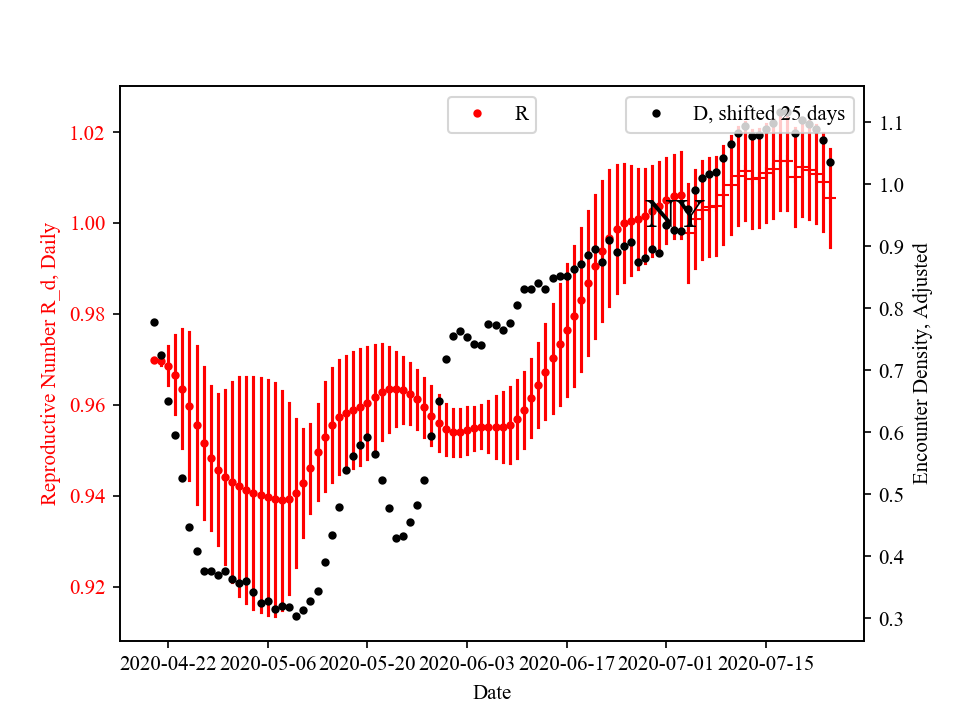 R
D, shifted 25 days
1.02
1.00
0.98
0.96
0.94
0.92
Reproductive Number R_d, Daily
NY
1.1
1.0
0.9
0.8
0.7
0.6
0.5
0.4
0.3
Encounter Density, Adjusted
2020-04-22 2020-05-06 2020-05-20 2020-06-03 2020-06-17 2020-07-01 2020-07-15
Date